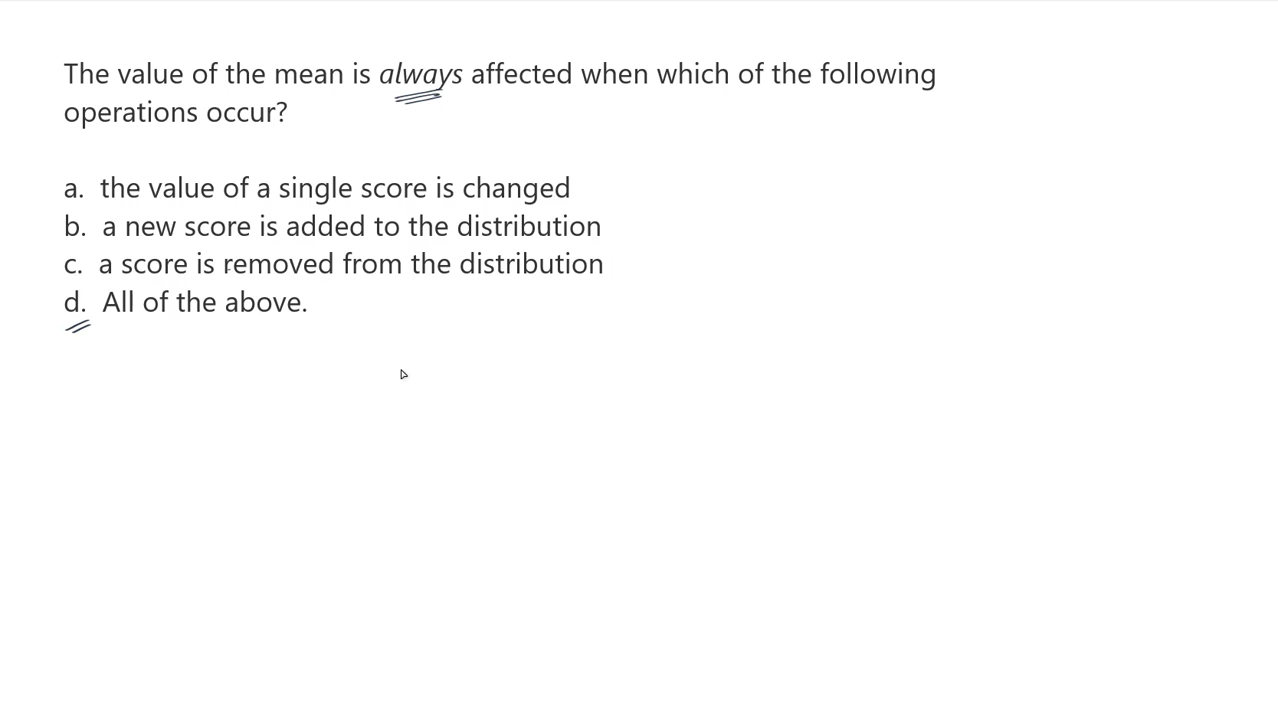 The value of the mean is always affected when which of the following
operations occur?
a. the value of a single score is changed
b. a new score is added to the distribution
c. a score is removed from the distribution
d. All of the above.